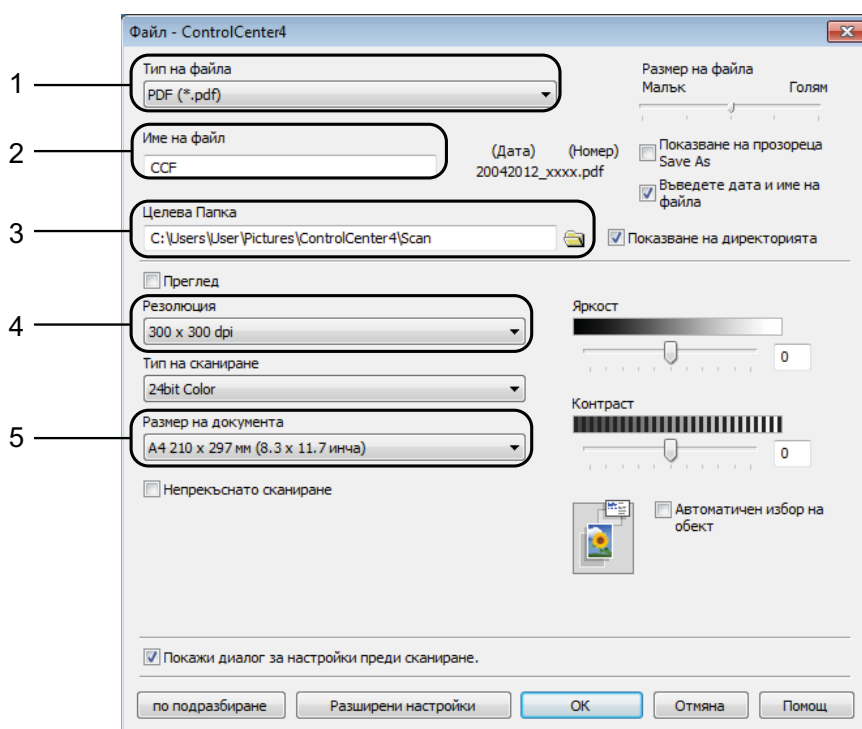 Файл - ControlCenter4
1
Тип на файла
PDF (*.pdf)
Размер на файла
Малък Голям
2
Име на файл
CCF
(Дата) (Номер)
20042012_xxxx.pdf
Показване на прозореца
Save As
Въведете дата и име на
файла
3
Целева Папка
C:\Users\User\Pictures\ControlCenter4\Scan
Показване на директорията
Преглед
4
Резолюция
300 x 300 dpi
Тип на сканиране
24bit Color
5
Размер на документа
A4 210 x 297 мм (8.3 x 11.7 инча)
Непрекъснато сканиране
Яркост
0
Контраст
0
Автоматичен избор на
обект
Покажи диалог за настройки преди сканиране.
по подразбиране Разширени настройки OK Отмяна Помощ